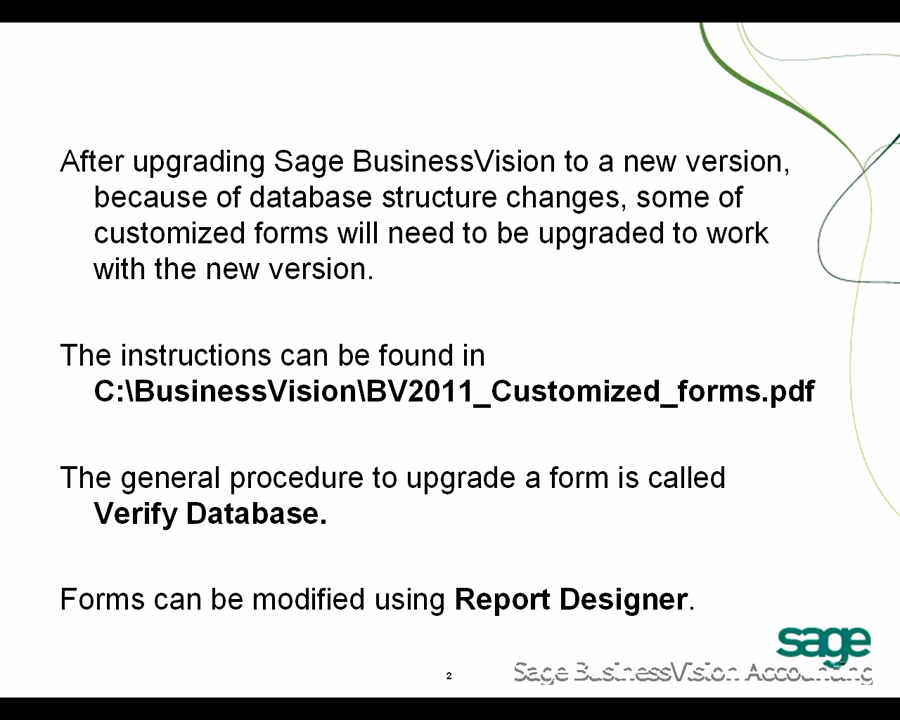 After upgrading Sage BusinessVision to a new version,
because of database structure changes, some of
customized forms will need to be upgraded to work
with the new version.
The instructions can be found in
C:\BusinessVision\BV2011_Customized_forms.pdf
The general procedure to upgrade a form is called
Verify Database.
Forms can be modified using Report Designer.
sage
2
Sage BusinessVision Accounting